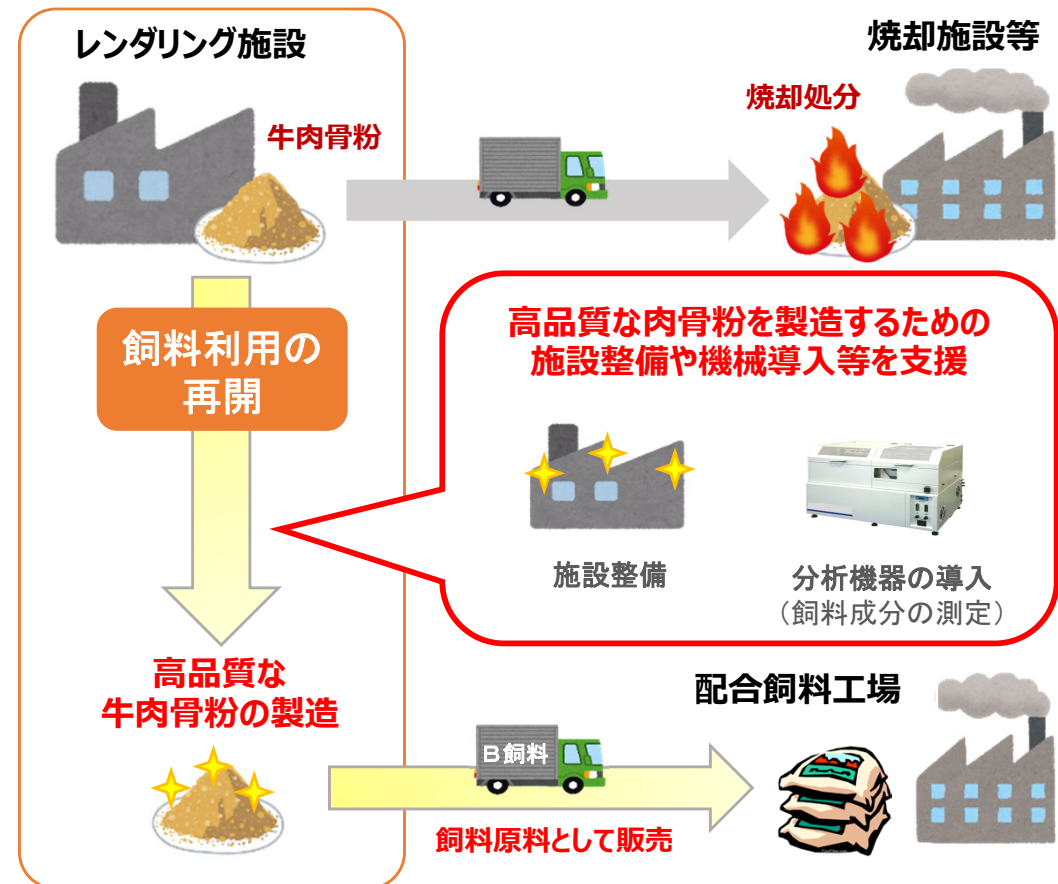 レンダリング施設
焼却施設等
牛肉骨粉
焼却処分
飼料利用の
再開
高品質な肉骨粉を製造するための
施設整備や機械導入等を支援
施設整備
分析機器の導入
（飼料成分の測定）
高品質な
牛肉骨粉の製造
配合飼料工場
B飼料
飼料原料として販売